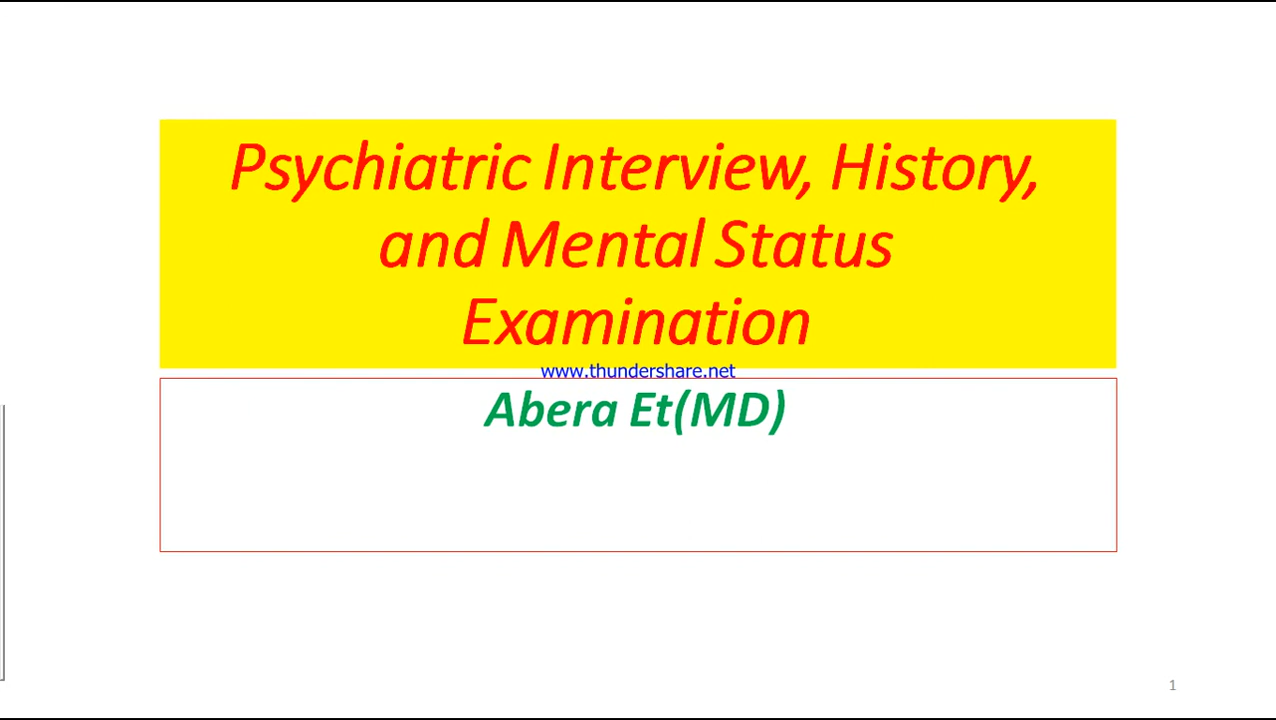 Psychiatric Interview, History,
and Mental Status
Examination
www.thundershare.net
Abera Et(MD)
1